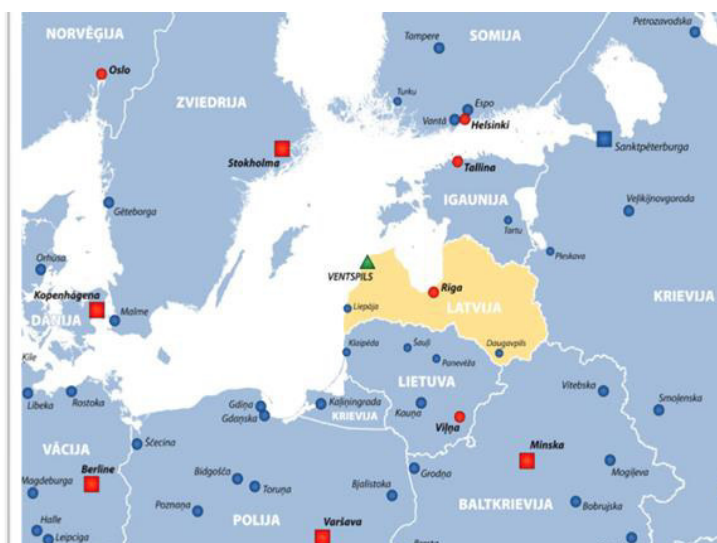 NORVĒĢIJA
SOMIJA
Petrozavodska
Tampere
Oslo
ZVIEDRIJA
Turku
Espo
Vantā
Helsinki
Stokholma
Sanktpēterburga
Tallina
IGAUNIJA
Gēteborga
Veļikijnovgoroda
Tartu
Pleskava
Orhūsa
VENTSPILS
Kopenhāgena
Rīga
KRIEVIJA
DĀNIJA
Malme
Liepāja
LATVIJA
Klaipēda
Šauļi
Daugavpils
Ķīle
Panevēža
LIETUVA
Vitebska
Lībeka
Rostoka
Gdiņa
Kaļiņingrada
Kauņa
Smoļenska
Gdaņska
KRIEVIJA
Viļņa
VĀCIJA
Ščecina
Minska
Berlīne
Bidgošča
Grodņa
Mogiļeva
Magdeburga
Toruņa
Bjalistoka
Poznaņa
BALTKRIEVIJA
Bobrujska
POLIJA
Halle
Varšava
Leipciga